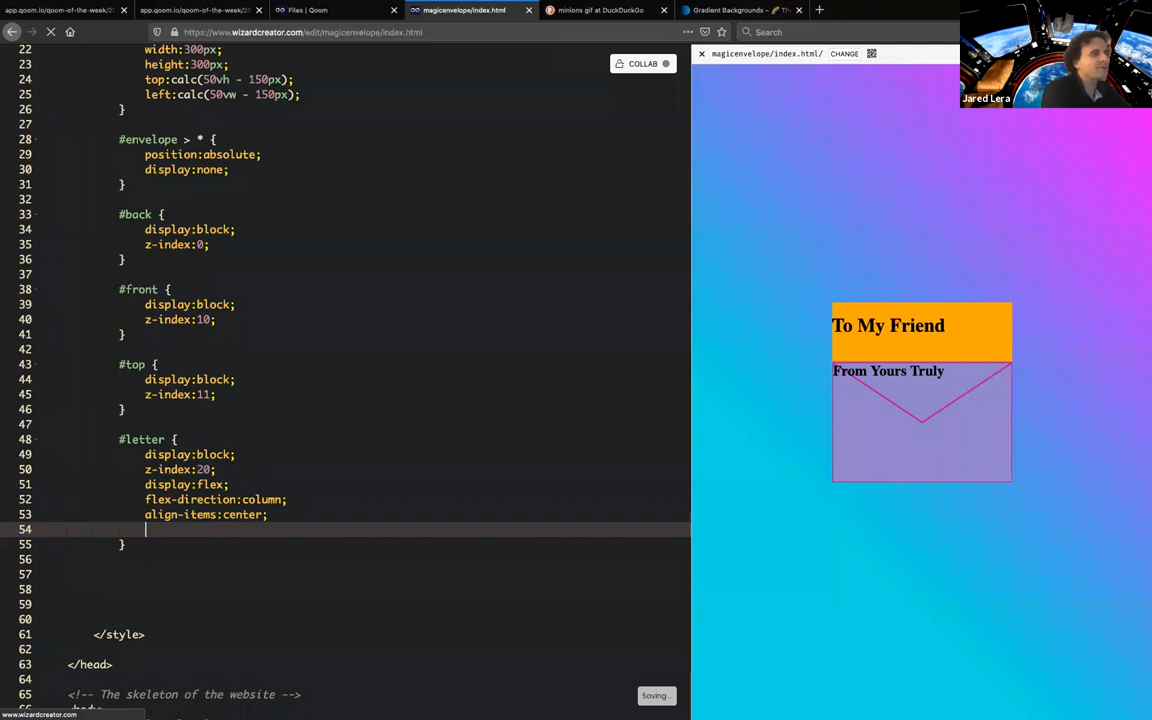 app.qoom.io/qoom-of-the-week/2
app.qoom.io/qoom-of-the-week/2
Files | Qoom
magicenvelope/index.html
minions gif at DuckDuckGo
Gradient Backgrounds –
https://www.wizardcreator.com/edit/magicenvelope/index.html
Search
22 width:300px;
23 height:300px;
24 top:calc(50vh - 150px);
25 left:calc(50vw - 150px);
26 }
27
28 #envelope > * {
29 position:absolute;
30 display:none;
31 }
32
33 #back {
34 display:block;
35 z-index:0;
36 }
37
38 #front {
39 display:block;
40 z-index:10;
41 }
42
43 #top {
44 display:block;
45 z-index:11;
46 }
47
48 #letter {
49 display:block;
50 z-index:20;
51 display:flex;
52 flex-direction:column;
53 align-items:center;
54
55 }
56
57
58
59
60
61 </style>
62
63 </head>
64
65 <!-- The skeleton of the website -->
COLLAB
Soving..
www.wizardcreator.com
magicenvelope/index.html/
CHANGE
To My Friend
From Yours Truly
Jared Lera